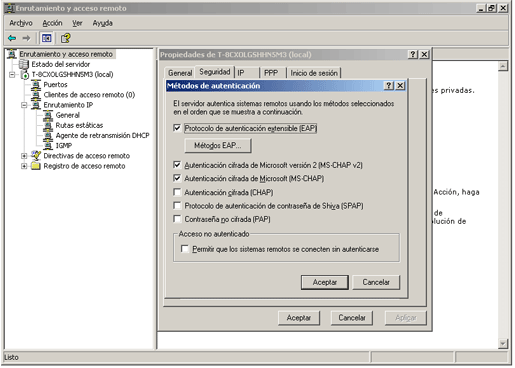 Enrutamiento y acceso remoto
Archivo Acción Ver Ayuda
Enrutamiento y acceso remoto
Estado del servidor
T-8CXOLGSHHNSM3 (local)
Puertos
Clientes de acceso remoto (0)
Enrutamiento IP
General
Rutas estáticas
Agente de retransmisión DHCP
IGMP
Directivas de acceso remoto
Registro de acceso remoto
es privadas.
Acción, haga
de
lución de
Propiedades de T-8CXOLGSHHNSM3 (local)
General Seguridad IP PPP Inicio de sesión
Métodos de autenticación
El servidor autentica sistemas remotos usando los métodos seleccionados
en el orden que se muestra a continuación.
Protocolo de autenticación extensible (EAP)
Métodos EAP...
Autenticación cifrada de Microsoft versión 2 (MS-CHAP v2)
Autenticación cifrada de Microsoft (MS-CHAP)
Autenticación cifrada (CHAP)
Protocolo de autenticación de contraseña de Shiva (SPAP)
Contraseña no cifrada (PAP)
Acceso no autenticado
Permitir que los sistemas remotos se conecten sin autenticarse
Aceptar Cancelar
Aceptar Cancelar Aplicar
Listo